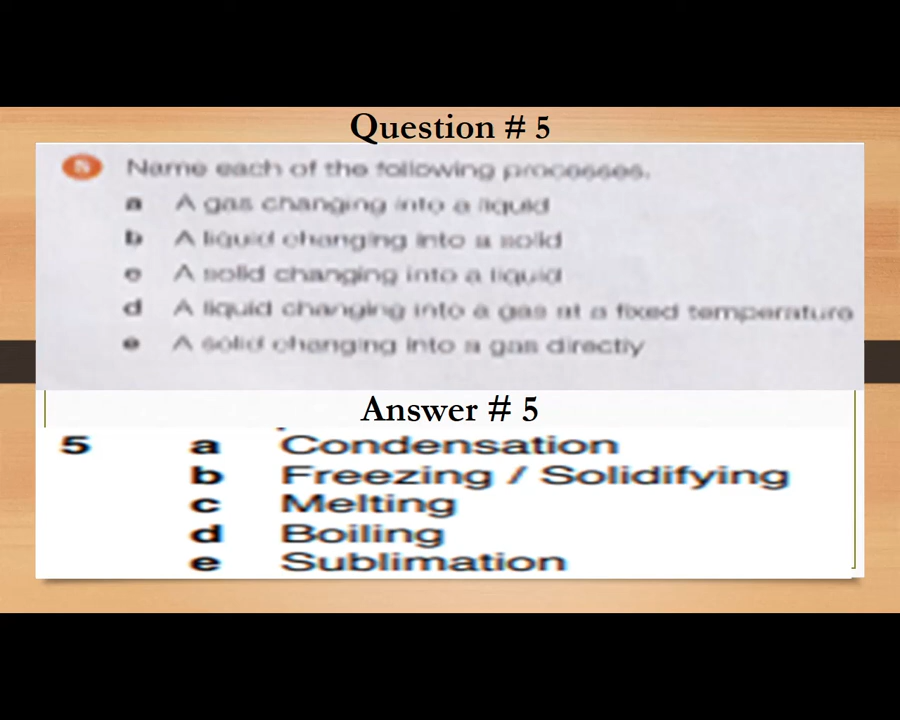 Question # 5
5 Name each of the following processes.
a A gas changing into a liquid
b A liquid changing into a solid
c A solid changing into a liquid
d A liquid changing into a gas at a fixed temperature
e A solid changing into a gas directly
Answer # 5
5 a Condensation
b Freezing / Solidifying
c Melting
d Boiling
e Sublimation